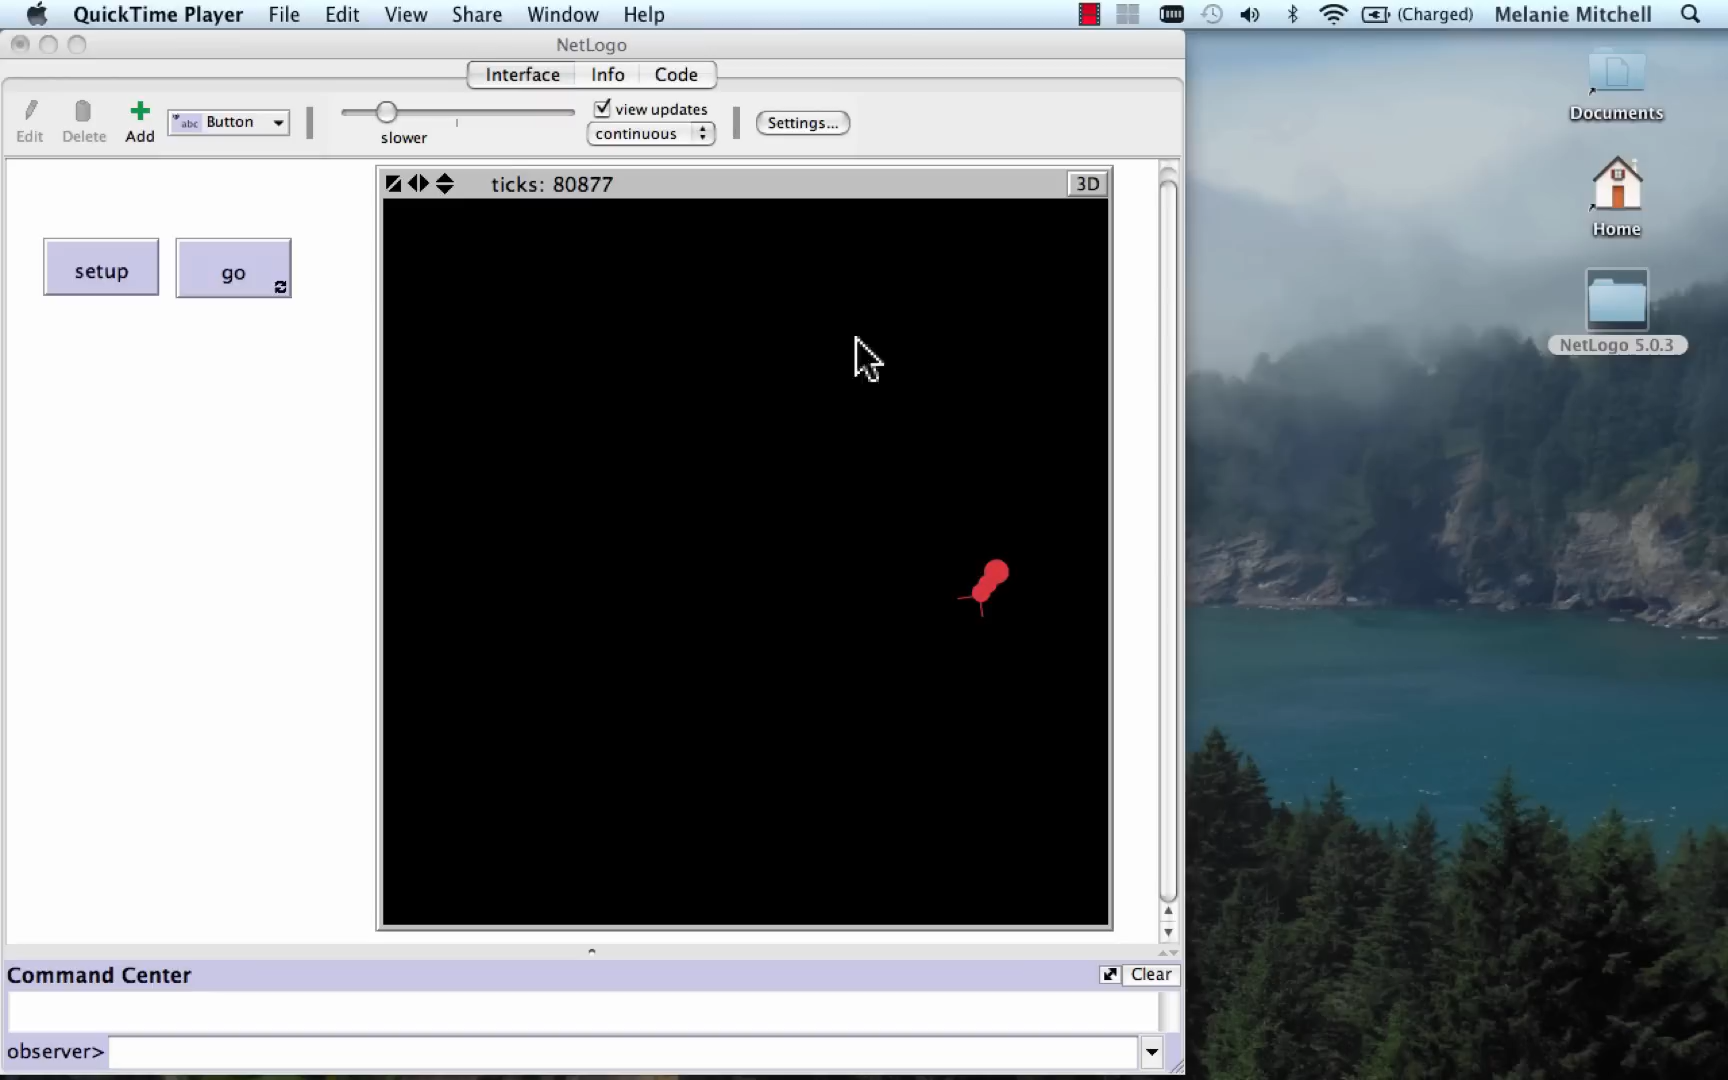 QuickTime Player File Edit View Share Window Help (Charged) Melanie Mitchell
NetLogo
Interface Info Code
Edit Delete Add abc Button slower view updates continuous Settings...
ticks: 80877 3D
setup go
Documents
Home
NetLogo 5.0.3
Command Center Clear
observer>